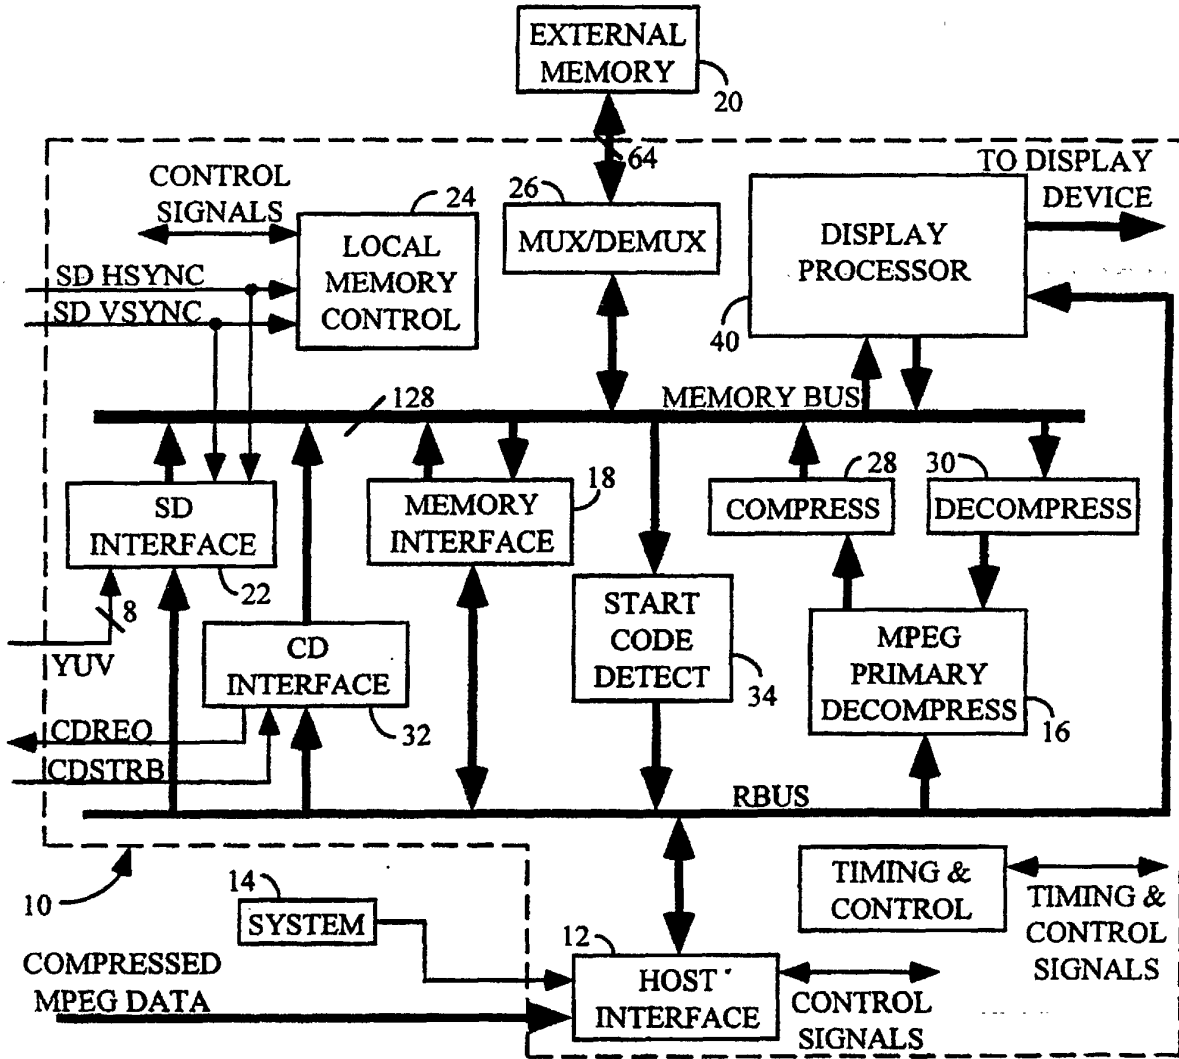 EXTERNAL
MEMORY
20
64
TO DISPLAY
DEVICE
CONTROL
SIGNALS
24
LOCAL
MEMORY
CONTROL
26
MUX/DEMUX
DISPLAY
PROCESSOR
40
SD HSYNC
SD VSYNC
128
MEMORY BUS
SD
INTERFACE
22
MEMORY
INTERFACE
18
28
COMPRESS
30
DECOMPRESS
8
YUV
CD
INTERFACE
32
START
CODE
DETECT
34
MPEG
PRIMARY
DECOMPRESS
16
CDREQ
CDSTRB
RBUS
10
14
SYSTEM
TIMING &
CONTROL
TIMING &
CONTROL
SIGNALS
COMPRESSED
MPEG DATA
12
HOST
INTERFACE
CONTROL
SIGNALS